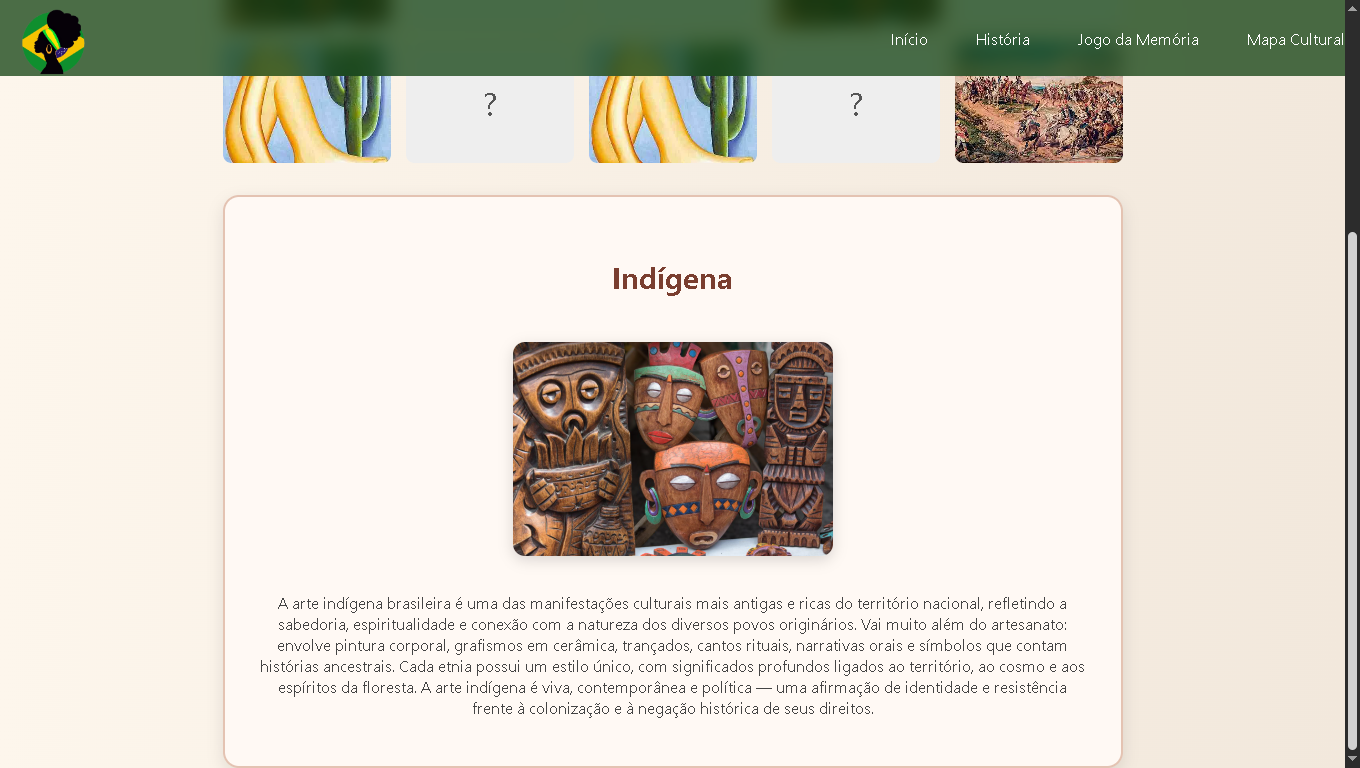 Início História Jogo da Memória Mapa Cultural
? ?
Indígena
A arte indígena brasileira é uma das manifestações culturais mais antigas e ricas do território nacional, refletindo a
sabedoria, espiritualidade e conexão com a natureza dos diversos povos originários. Vai muito além do artesanato:
envolve pintura corporal, grafismos em cerâmica, trançados, cantos rituais, narrativas orais e símbolos que contam
histórias ancestrais. Cada etnia possui um estilo único, com significados profundos ligados ao território, ao cosmo e aos
espíritos da floresta. A arte indígena é viva, contemporânea e política — uma afirmação de identidade e resistência
frente à colonização e à negação histórica de seus direitos.